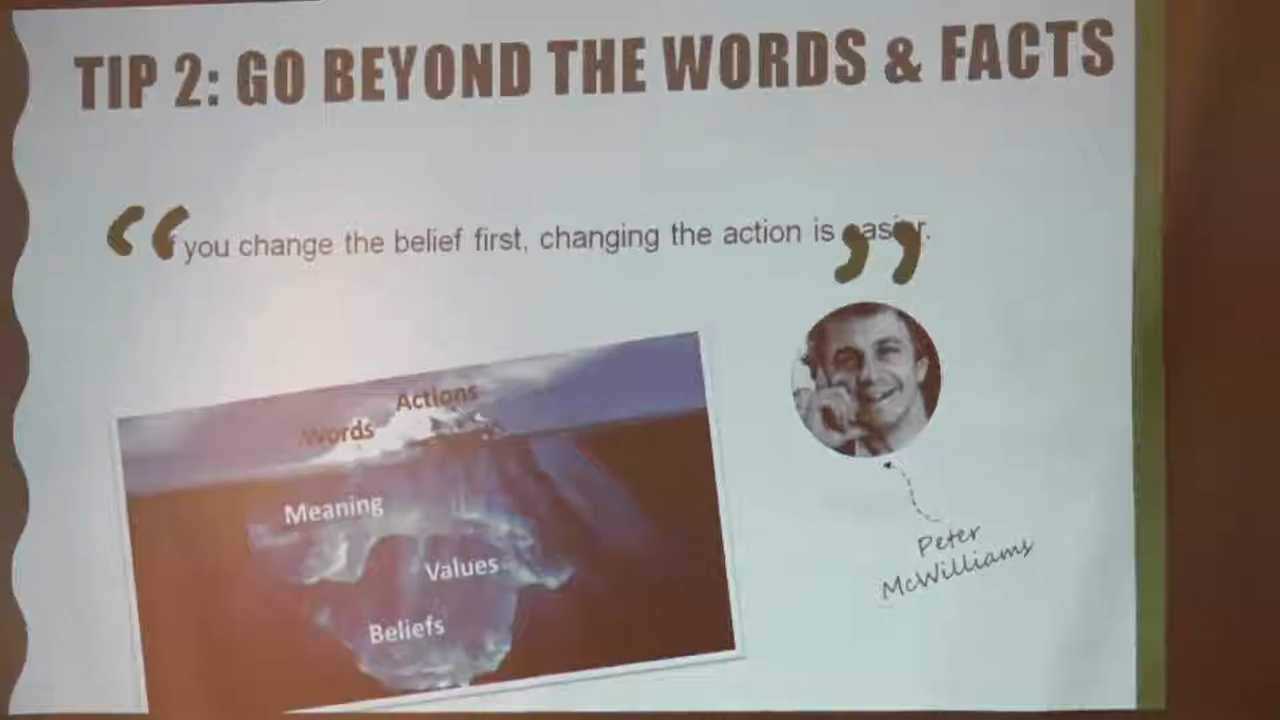 TIP 2: GO BEYOND THE WORDS & FACTS
“ you change the belief first, changing the action is easier. ”
Actions
Words
Meaning
Values
Beliefs
Peter
McWilliams